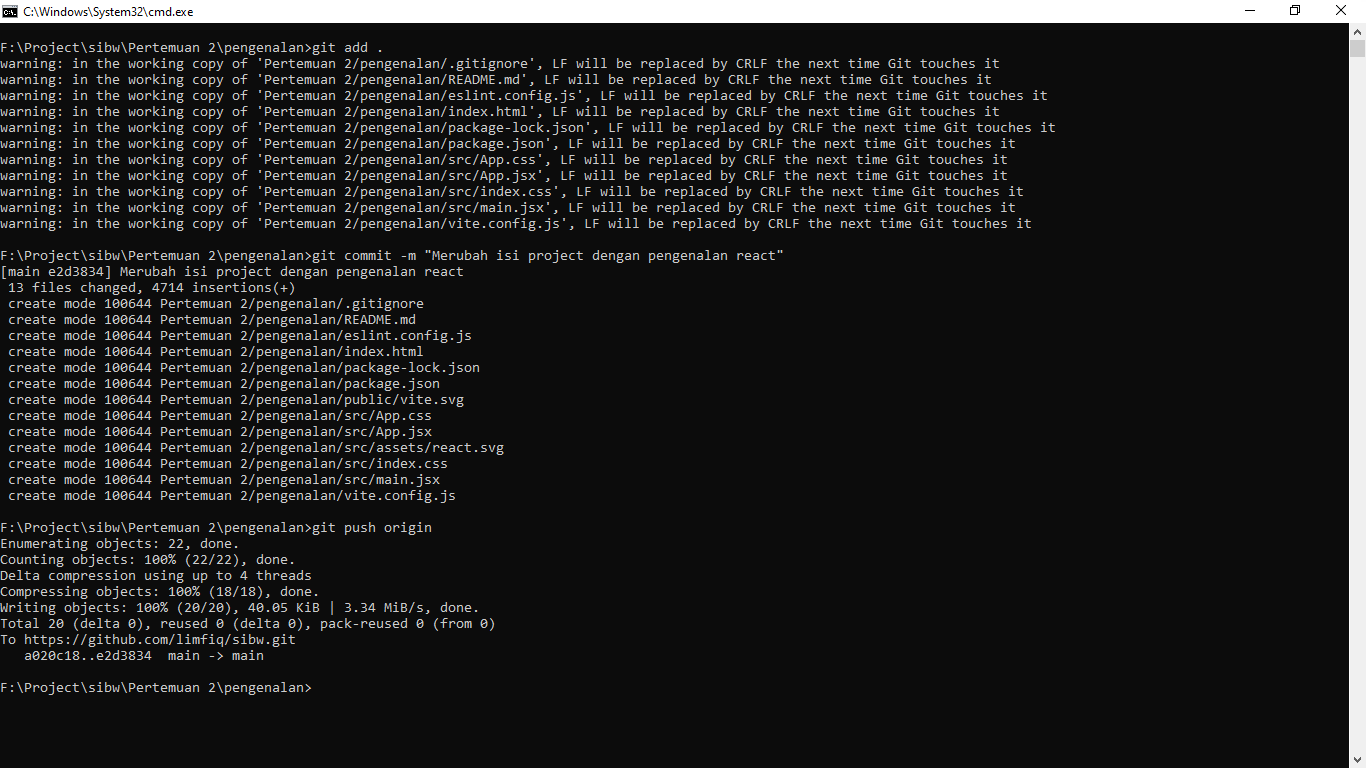 C:\Windows\System32\cmd.exe
F:\Project\sibw\Pertemuan 2\pengenalan>git add .
warning: in the working copy of 'Pertemuan 2/pengenalan/.gitignore', LF will be replaced by CRLF the next time Git touches it
warning: in the working copy of 'Pertemuan 2/pengenalan/README.md', LF will be replaced by CRLF the next time Git touches it
warning: in the working copy of 'Pertemuan 2/pengenalan/eslint.config.js', LF will be replaced by CRLF the next time Git touches it
warning: in the working copy of 'Pertemuan 2/pengenalan/index.html', LF will be replaced by CRLF the next time Git touches it
warning: in the working copy of 'Pertemuan 2/pengenalan/package-lock.json', LF will be replaced by CRLF the next time Git touches it
warning: in the working copy of 'Pertemuan 2/pengenalan/package.json', LF will be replaced by CRLF the next time Git touches it
warning: in the working copy of 'Pertemuan 2/pengenalan/src/App.css', LF will be replaced by CRLF the next time Git touches it
warning: in the working copy of 'Pertemuan 2/pengenalan/src/App.jsx', LF will be replaced by CRLF the next time Git touches it
warning: in the working copy of 'Pertemuan 2/pengenalan/src/index.css', LF will be replaced by CRLF the next time Git touches it
warning: in the working copy of 'Pertemuan 2/pengenalan/src/main.jsx', LF will be replaced by CRLF the next time Git touches it
warning: in the working copy of 'Pertemuan 2/pengenalan/vite.config.js', LF will be replaced by CRLF the next time Git touches it
F:\Project\sibw\Pertemuan 2\pengenalan>git commit -m "Merubah isi project dengan pengenalan react"
[main e2d3834] Merubah isi project dengan pengenalan react
13 files changed, 4714 insertions(+)
create mode 100644 Pertemuan 2/pengenalan/.gitignore
create mode 100644 Pertemuan 2/pengenalan/README.md
create mode 100644 Pertemuan 2/pengenalan/eslint.config.js
create mode 100644 Pertemuan 2/pengenalan/index.html
create mode 100644 Pertemuan 2/pengenalan/package-lock.json
create mode 100644 Pertemuan 2/pengenalan/package.json
create mode 100644 Pertemuan 2/pengenalan/public/vite.svg
create mode 100644 Pertemuan 2/pengenalan/src/App.css
create mode 100644 Pertemuan 2/pengenalan/src/App.jsx
create mode 100644 Pertemuan 2/pengenalan/src/assets/react.svg
create mode 100644 Pertemuan 2/pengenalan/src/index.css
create mode 100644 Pertemuan 2/pengenalan/src/main.jsx
create mode 100644 Pertemuan 2/pengenalan/vite.config.js
F:\Project\sibw\Pertemuan 2\pengenalan>git push origin
Enumerating objects: 22, done.
Counting objects: 100% (22/22), done.
Delta compression using up to 4 threads
Compressing objects: 100% (18/18), done.
Writing objects: 100% (20/20), 40.05 KiB | 3.34 MiB/s, done.
Total 20 (delta 0), reused 0 (delta 0), pack-reused 0 (from 0)
To https://github.com/limfiq/sibw.git
a020c18..e2d3834  main -> main
F:\Project\sibw\Pertemuan 2\pengenalan>